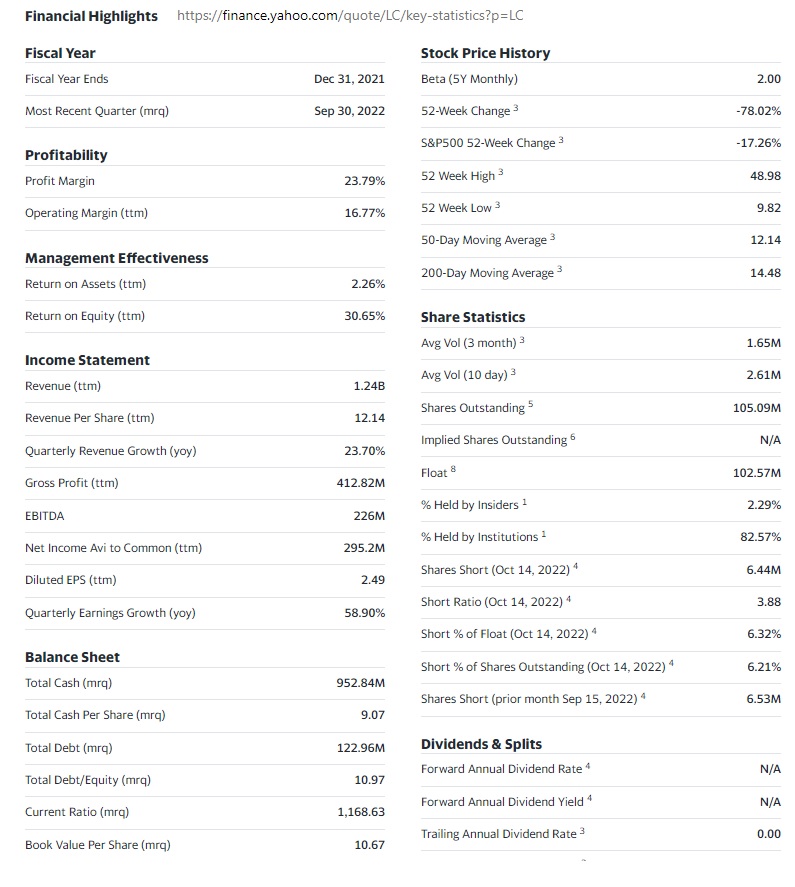 Financial Highlights https://finance.yahoo.com/quote/LC/key-statistics?p=LC
Fiscal Year
Fiscal Year Ends Dec 31, 2021
Most Recent Quarter (mrq) Sep 30, 2022
Profitability
Profit Margin 23.79%
Operating Margin (ttm) 16.77%
Management Effectiveness
Return on Assets (ttm) 2.26%
Return on Equity (ttm) 30.65%
Income Statement
Revenue (ttm) 1.24B
Revenue Per Share (ttm) 12.14
Quarterly Revenue Growth (yoy) 23.70%
Gross Profit (ttm) 412.82M
EBITDA 226M
Net Income Avi to Common (ttm) 295.2M
Diluted EPS (ttm) 2.49
Quarterly Earnings Growth (yoy) 58.90%
Balance Sheet
Total Cash (mrq) 952.84M
Total Cash Per Share (mrq) 9.07
Total Debt (mrq) 122.96M
Total Debt/Equity (mrq) 10.97
Current Ratio (mrq) 1,168.63
Book Value Per Share (mrq) 10.67
Stock Price History
Beta (5Y Monthly) 2.00
52-Week Change 3 -78.02%
S&P500 52-Week Change 3 -17.26%
52 Week High 3 48.98
52 Week Low 3 9.82
50-Day Moving Average 3 12.14
200-Day Moving Average 3 14.48
Share Statistics
Avg Vol (3 month) 3 1.65M
Avg Vol (10 day) 3 2.61M
Shares Outstanding 5 105.09M
Implied Shares Outstanding 6 N/A
Float 8 102.57M
% Held by Insiders 1 2.29%
% Held by Institutions 1 82.57%
Shares Short (Oct 14, 2022) 4 6.44M
Short Ratio (Oct 14, 2022) 4 3.88
Short % of Float (Oct 14, 2022) 4 6.32%
Short % of Shares Outstanding (Oct 14, 2022) 4 6.21%
Shares Short (prior month Sep 15, 2022) 4 6.53M
Dividends & Splits
Forward Annual Dividend Rate 4 N/A
Forward Annual Dividend Yield 4 N/A
Trailing Annual Dividend Rate 3 0.00